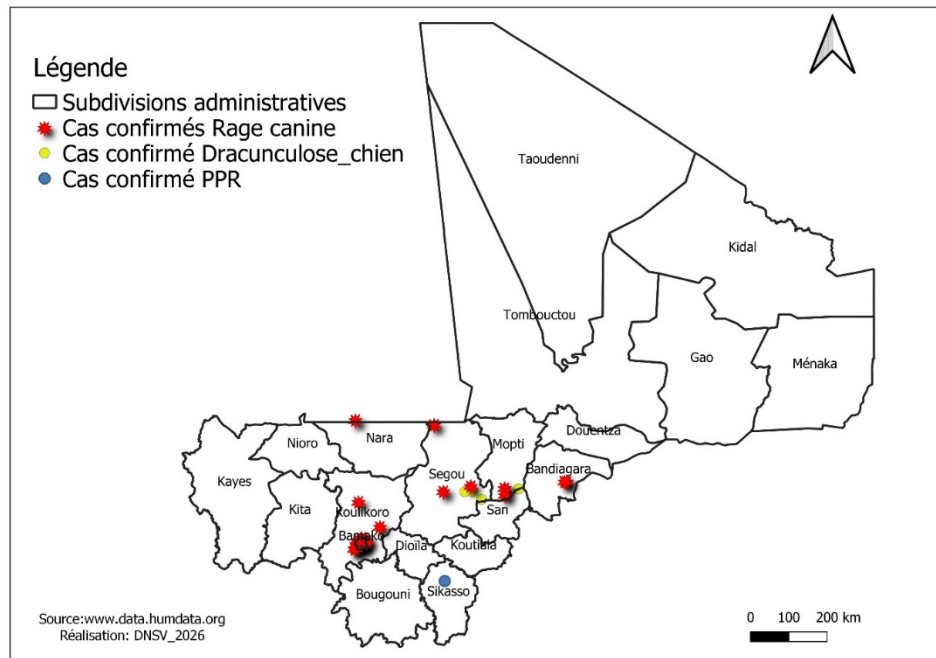 Légende
Subdivisions administratives
Cas confirmés Rage canine
Cas confirmé Dracunculose_chien
Cas confirmé PPR
Taoudenni
Kidal
Tombouctou
Gao
Ménaka
Douentza
Mopti
Nara
Nioro
Bandiagara
Segou
Kayes
Kita
San
Koulikoro
Bamako
Dioïla
Koutiala
Bougouni
Sikasso
Source:www.data.humdata.org
Réalisation: DNSV_2026
0 100 200 km